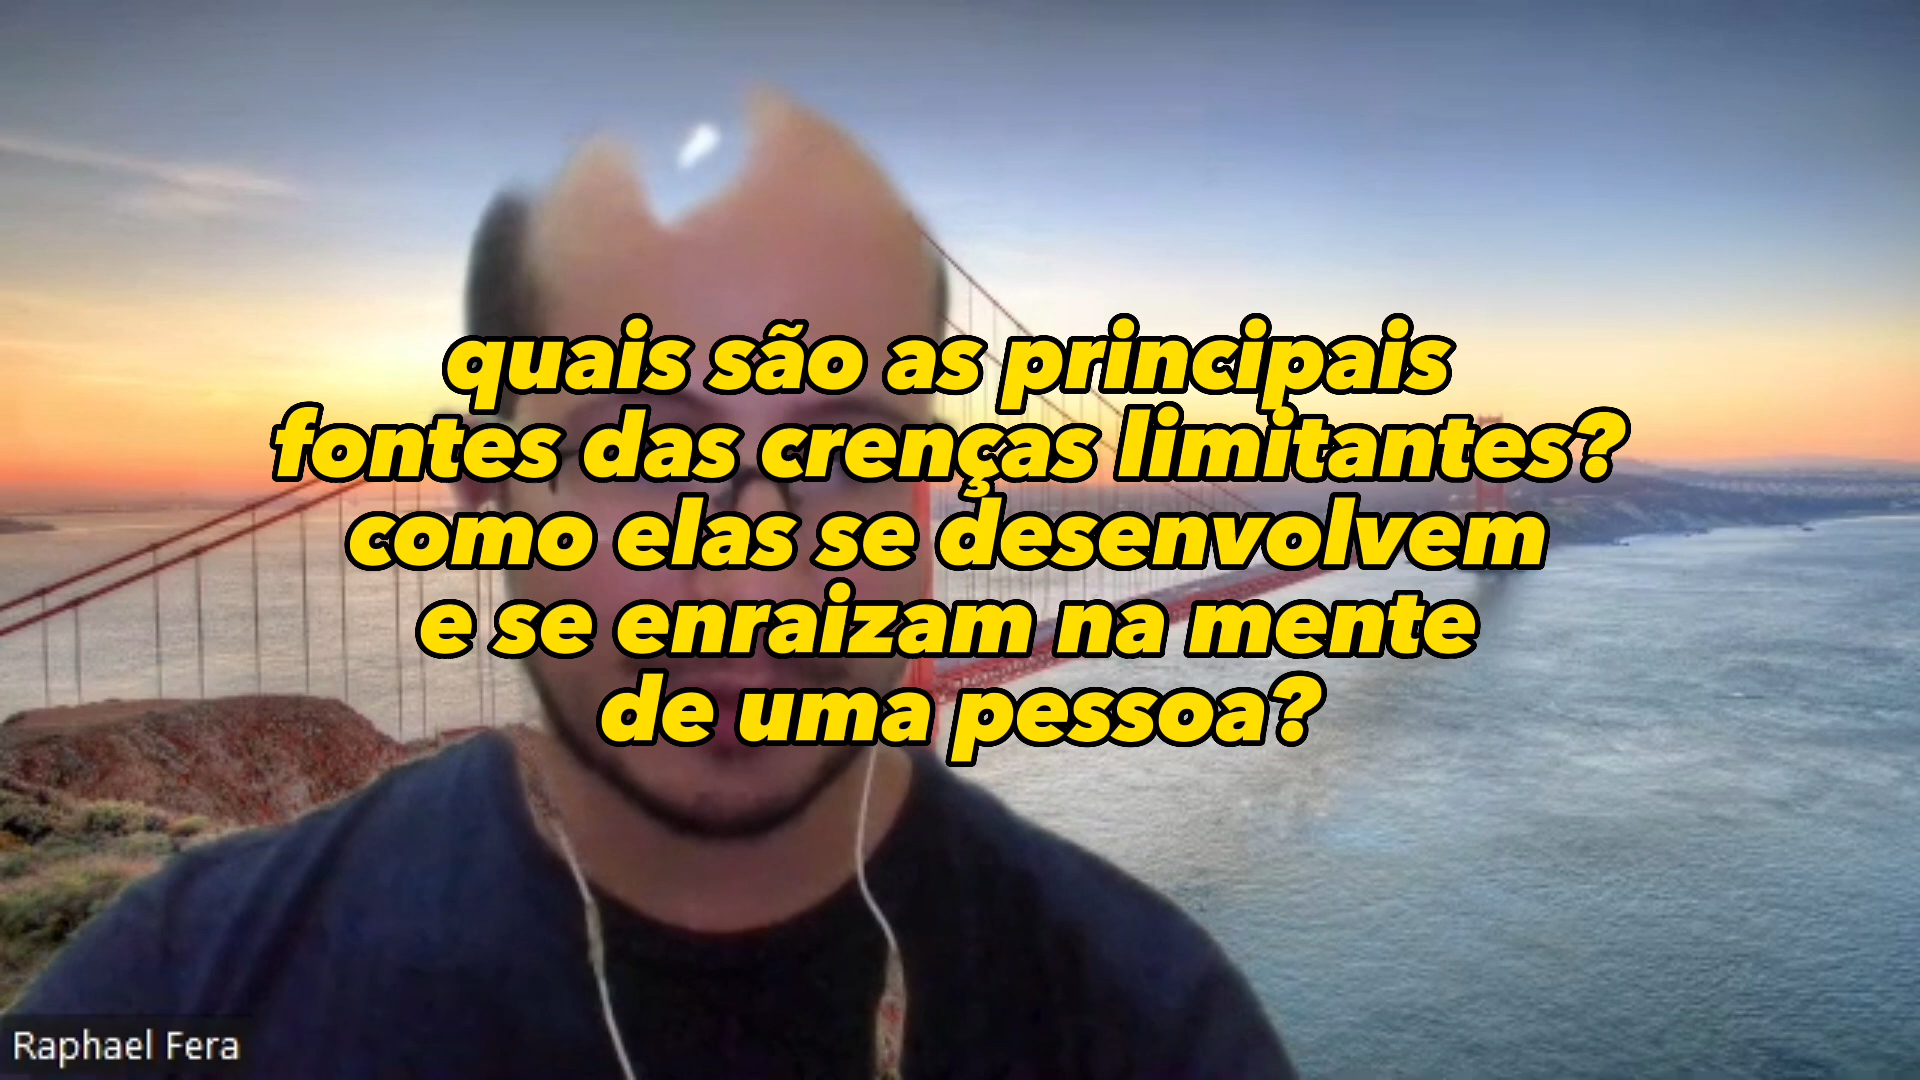 quais são as principais
fontes das crenças limitantes?
como elas se desenvolvem
e se enraizam na mente
de uma pessoa?
Raphael Fera